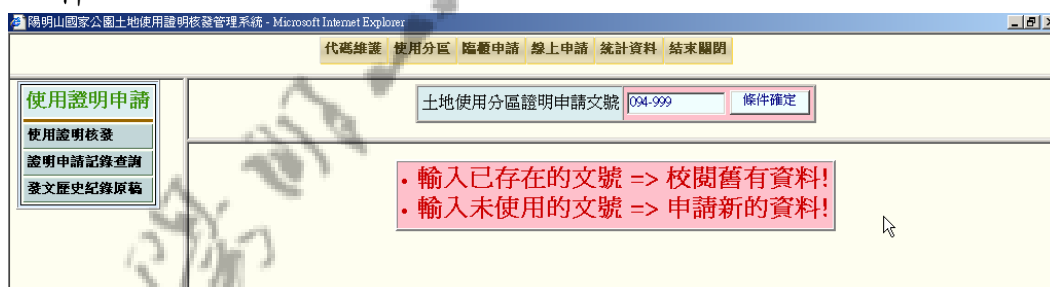 陽明山國家公園土地使用證明核發管理系統 - Microsoft Internet Explorer
代碼維護 使用分區 臨櫃申請 線上申請 統計資料 結束關閉
使用證明申請
使用證明核發
證明申請記錄查詢
發文歷史紀錄原稿
土地使用分區證明申請文號 094-999 條件確定
• 輸入已存在的文號 => 校閱舊有資料!
• 輸入未使用的文號 => 申請新的資料!